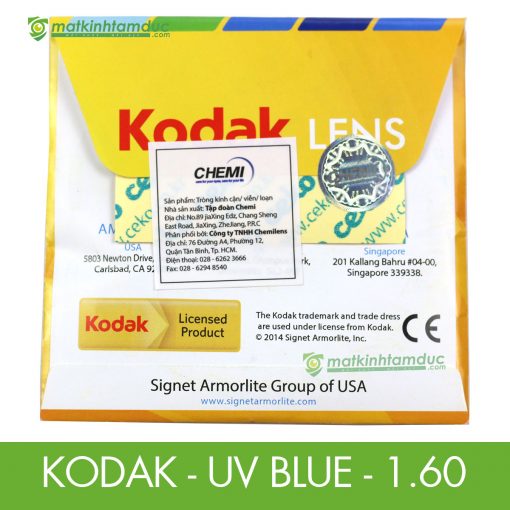 matkinhtamduc
.com
matkinhtamduc
.com
Kodak LENS
CHEMI
Sản phẩm: Tròng kính cận/ viễn/ loạn
Nhà sản xuất: Tập đoàn Chemi
Địa chỉ: No.89 JiaXing Edz, Chang Sheng
East Road, JiaXing, ZheJiang, P.R.C
Phân phối bởi: Công ty TNHH Chemilens
Địa chỉ: 76 Đường A4, Phường 12,
Quận Tân Bình, Tp. HCM.
Điện thoại: 028 - 6262 3666
Fax: 028 - 6294 8540
USA
5803 Newton Drive,
Carlsbad, CA 92
Singapore
201 Kallang Bahru #04-00,
Singapore 339338.
Kodak
Licensed
Product
The Kodak trademark and trade dress
are used under license from Kodak.
© 2014 Signet Armorlite, Inc.
CE
matkinhtamduc
.com
Signet Armorlite Group of USA
www.signetarmorlite.com
KODAK - UV BLUE - 1.60